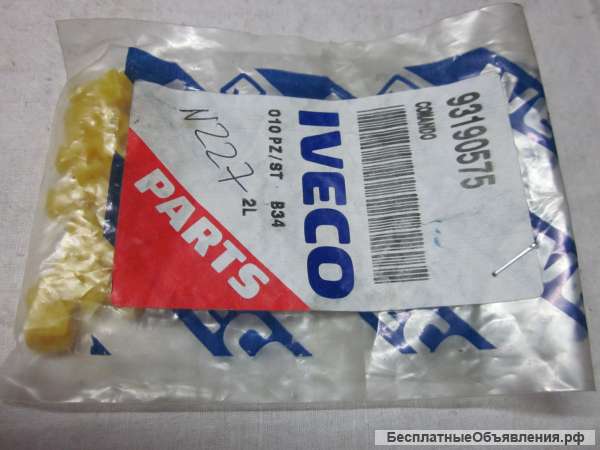 93190575
COMANDO
IVECO
010 PZ/ST B34
2L
N227
PARTS
БесплатныеОбъявления.рф